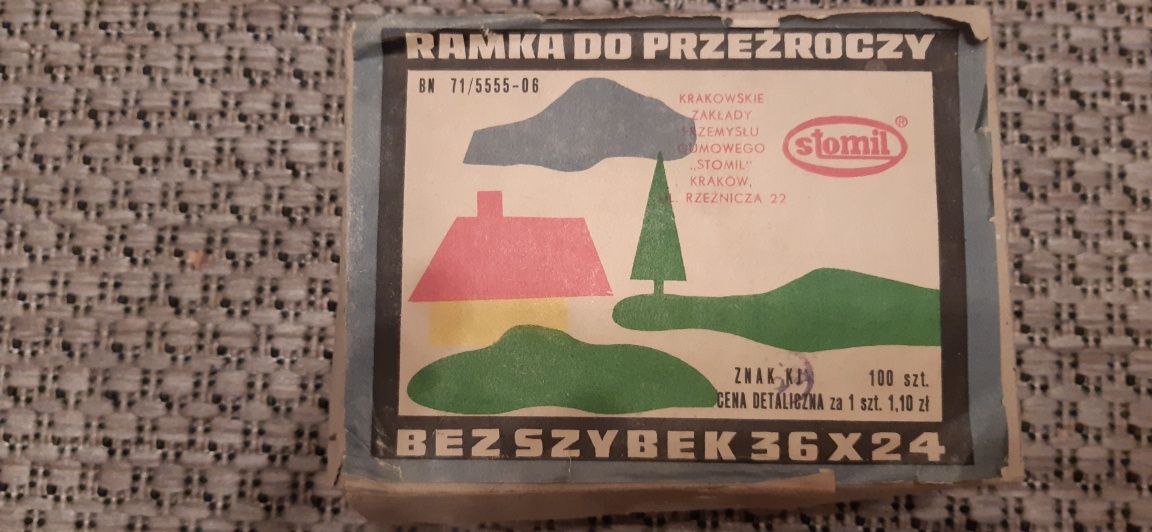 RAMKA DO PRZEŹROCZY
BN 71/5555-06
KRAKOWSKIE
ZAKŁADY
PRZEMYSŁU
GUMOWEGO
„STOMIL"
KRAKÓW,
UL. RZEŹNICZA 22
stomil®
ZNAK KJ
100 szt.
CENA DETALICZNA za 1 szt. 1,10 zł
BEZ SZYBEK 36X24